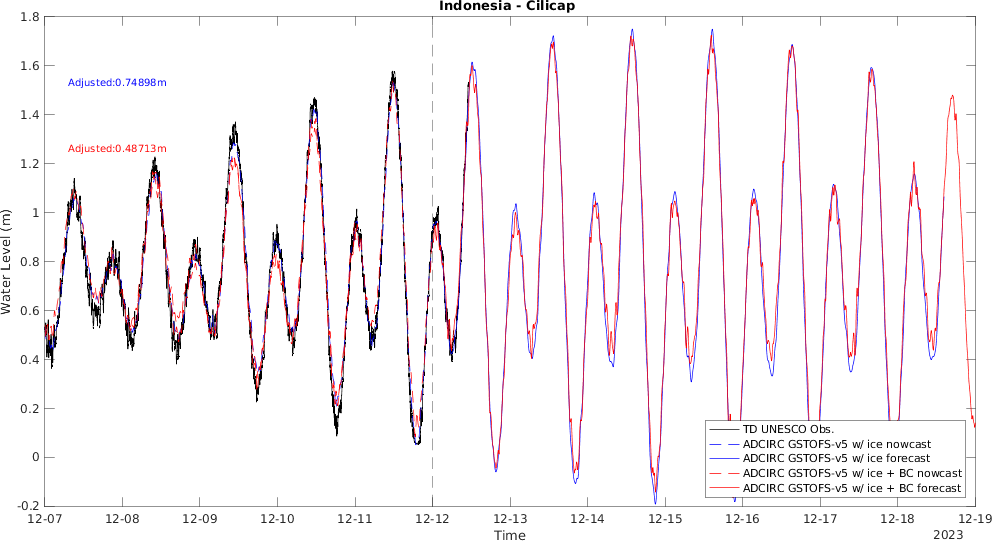 Indonesia - Cilicap
Water Level (m)
1.8
1.6
1.4
1.2
1
0.8
0.6
0.4
0.2
0
-0.2
Adjusted:0.74898m
Adjusted:0.48713m
TD UNESCO Obs.
ADCIRC GSTOFS-v5 w/ ice nowcast
ADCIRC GSTOFS-v5 w/ ice forecast
ADCIRC GSTOFS-v5 w/ ice + BC nowcast
ADCIRC GSTOFS-v5 w/ ice + BC forecast
12-07 12-08 12-09 12-10 12-11 12-12 12-13 12-14 12-15 12-16 12-17 12-18 12-19
Time
2023